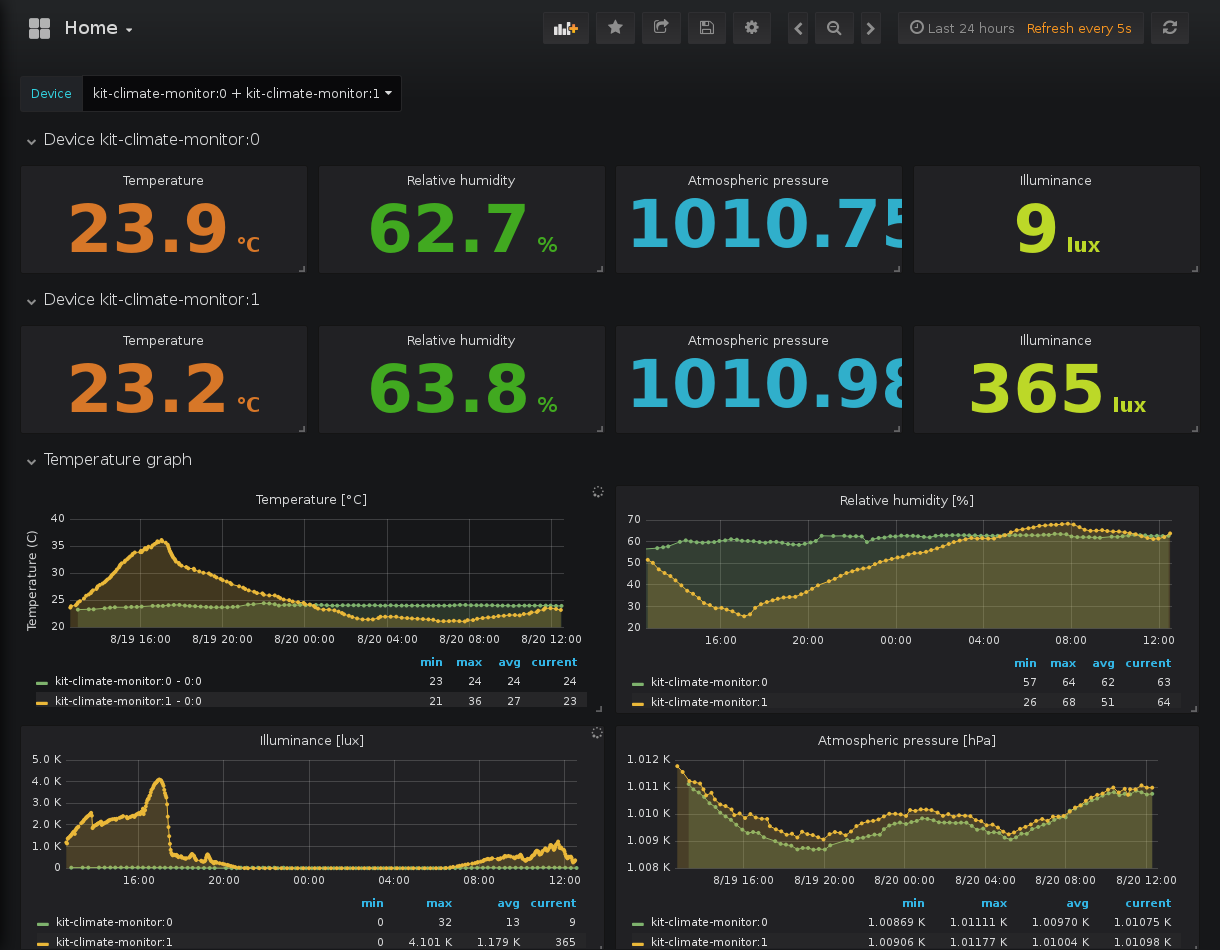 Home
Last 24 hours Refresh every 5s
Device kit-climate-monitor:0 + kit-climate-monitor:1
Device kit-climate-monitor:0
Temperature Relative humidity Atmospheric pressure Illuminance
23.9 °C 62.7 % 1010.75 9 lux
Device kit-climate-monitor:1
Temperature Relative humidity Atmospheric pressure Illuminance
23.2 °C 63.8 % 1010.98 365 lux
Temperature graph
Temperature [°C]
Temperature (C)
40
35
30
25
20
8/19 16:00 8/19 20:00 8/20 00:00 8/20 04:00 8/20 08:00 8/20 12:00
min max avg current
kit-climate-monitor:0 - 0:0 23 24 24 24
kit-climate-monitor:1 - 0:0 21 36 27 23
Relative humidity [%]
70
60
50
40
30
20
16:00 20:00 00:00 04:00 08:00 12:00
min max avg current
kit-climate-monitor:0 57 64 62 63
kit-climate-monitor:1 26 68 51 64
Illuminance [lux]
5.0 K
4.0 K
3.0 K
2.0 K
1.0 K
0
16:00 20:00 00:00 04:00 08:00 12:00
min max avg current
kit-climate-monitor:0 0 32 13 9
kit-climate-monitor:1 0 4.101 K 1.179 K 365
Atmospheric pressure [hPa]
1.012 K
1.011 K
1.010 K
1.009 K
1.008 K
8/19 16:00 8/19 20:00 8/20 00:00 8/20 04:00 8/20 08:00 8/20 12:00
min max avg current
kit-climate-monitor:0 1.00869 K 1.01111 K 1.00970 K 1.01075 K
kit-climate-monitor:1 1.00906 K 1.01177 K 1.01004 K 1.01098 K